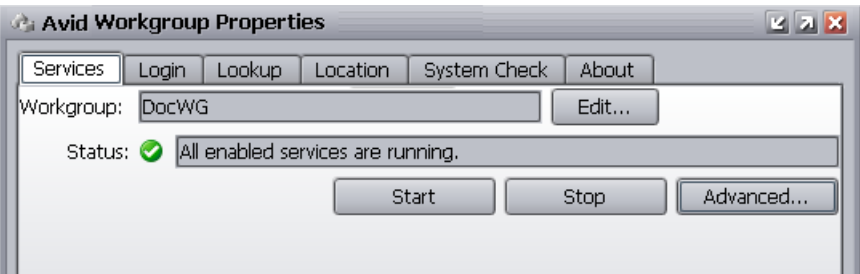 Avid Workgroup Properties
Services Login Lookup Location System Check About
Workgroup: DocWG Edit...
Status: All enabled services are running.
Start Stop Advanced...